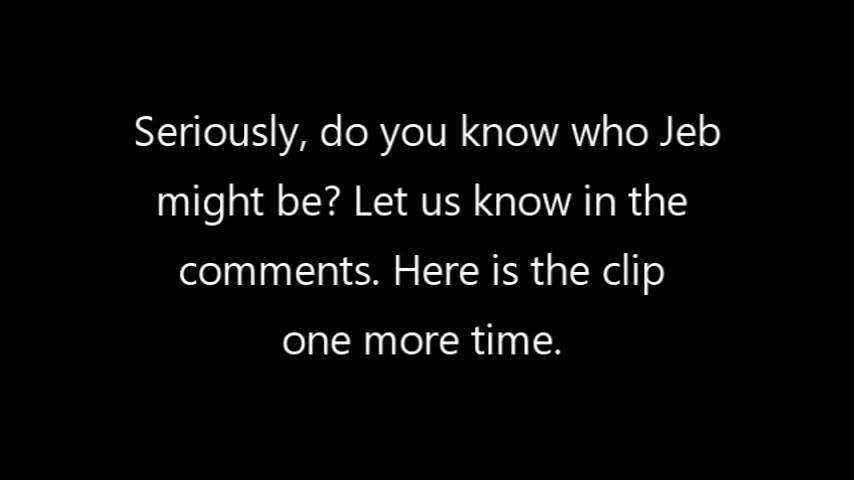 Seriously, do you know who Jeb
might be? Let us know in the
comments. Here is the clip
one more time.